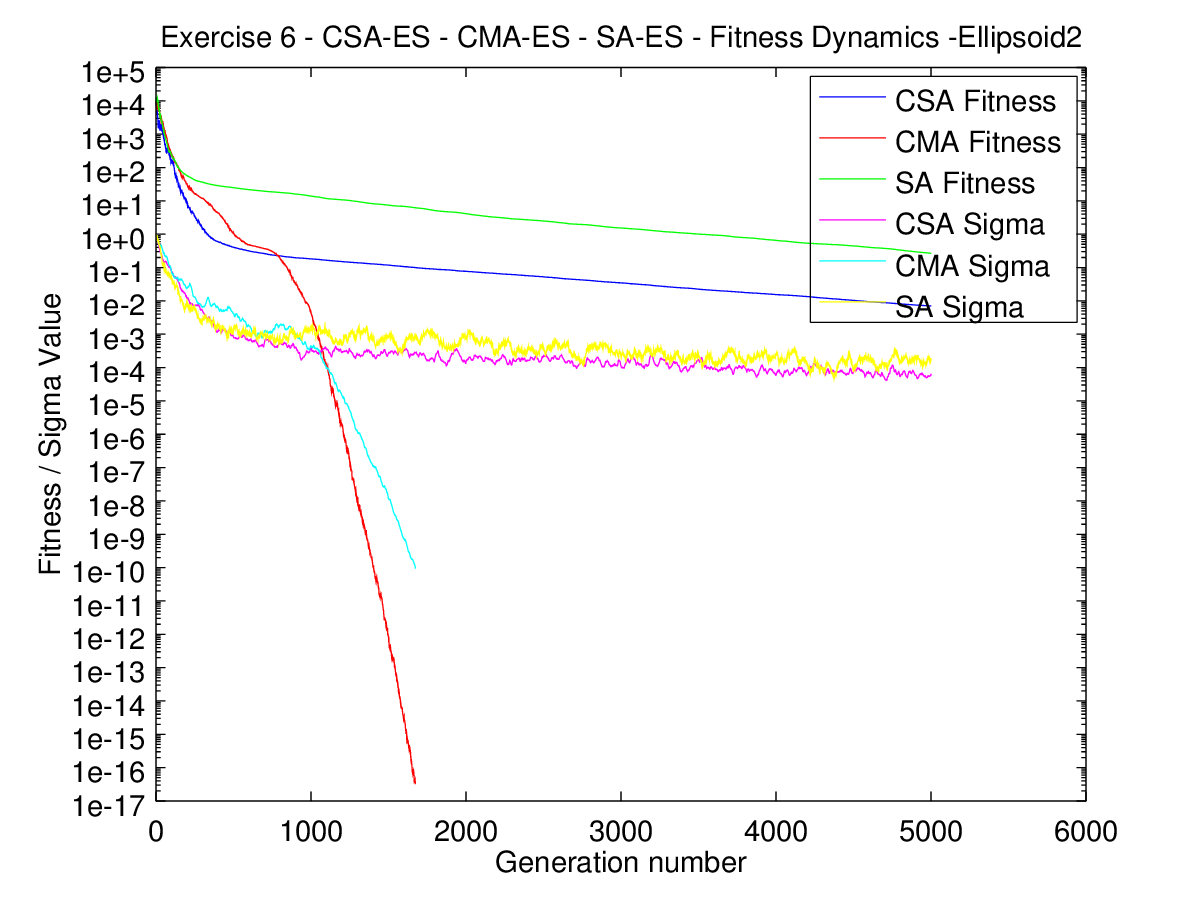 Exercise 6 - CSA-ES - CMA-ES - SA-ES - Fitness Dynamics -Ellipsoid2
1e+5
1e+4
1e+3
1e+2
1e+1
1e+0
1e-1
1e-2
1e-3
1e-4
1e-5
1e-6
1e-7
1e-8
1e-9
1e-10
1e-11
1e-12
1e-13
1e-14
1e-15
1e-16
1e-17
Fitness / Sigma Value
CSA Fitness
CMA Fitness
SA Fitness
CSA Sigma
CMA Sigma
SA Sigma
0 1000 2000 3000 4000 5000 6000
Generation number